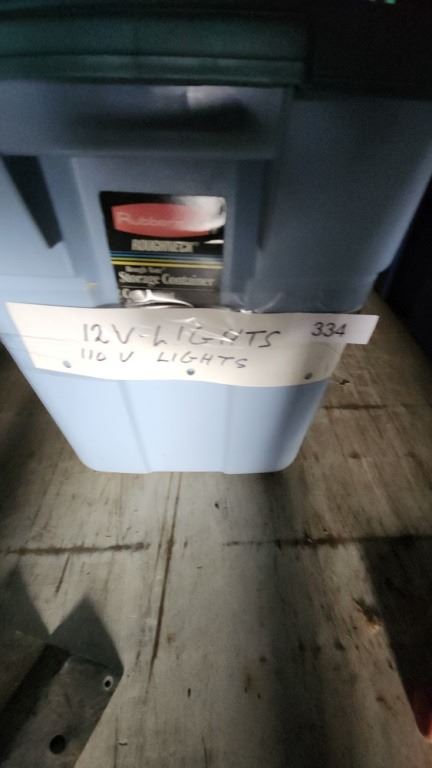 Rubbermaid
ROUGHNECK
Storage Container
12V-LIGHTS 334
110 V LIGHTS